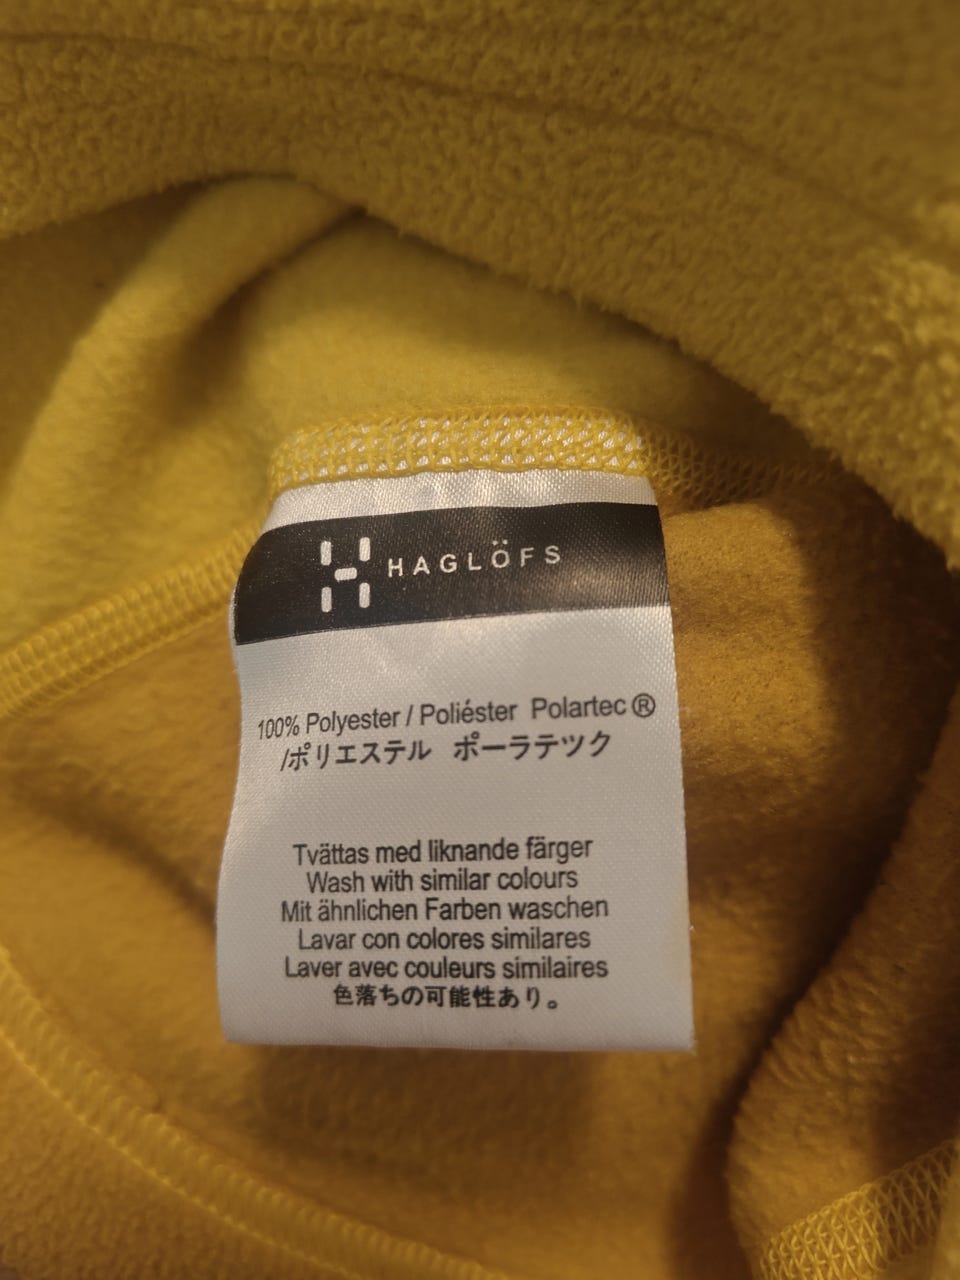 HAGLÖFS
100% Polyester / Poliéster Polartec®
/ポリエステル ポーラテツク
Tvättas med liknande färger
Wash with similar colours
Mit ähnlichen Farben waschen
Lavar con colores similares
Laver avec couleurs similaires
色落ちの可能性あり。